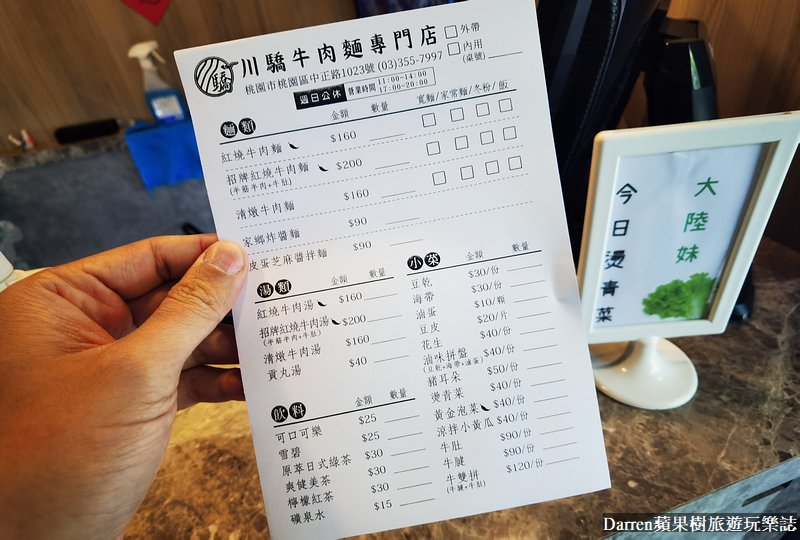 驕 川驕牛肉麵專門店
桃園市桃園區中正路1023號 (03)355-7997
週日公休 營業時間 11:00~14:00 17:00~20:00
外帶
內用
(桌號)
麵類 金額 數量 寬麵/家常麵/冬粉/飯
紅燒牛肉麵 $160
招牌紅燒牛肉麵 $200
(半筋半肉+牛肚)
清燉牛肉麵 $160
家鄉炸醬麵 $90
皮蛋芝麻醬拌麵 $90
湯類 金額 數量
紅燒牛肉湯 $160
招牌紅燒牛肉湯 $200
(半筋半肉+牛肚)
清燉牛肉湯 $160
貢丸湯 $40
飲料 金額 數量
可口可樂 $25
雪碧 $25
原萃日式綠茶 $30
爽健美茶 $30
檸檬紅茶 $30
礦泉水 $15
小菜 金額 數量
豆乾 $30/份
海帶 $30/份
滷蛋 $10/顆
豆皮 $20/片
花生 $40/份
滷味拼盤 $40/份
(豆乾+海帶+滷蛋)
豬耳朵 $50/份
燙青菜 $40/份
黃金泡菜 $40/份
涼拌小黃瓜 $40/份
牛肚 $90/份
牛腱 $90/份
牛雙拼 $120/份
(牛腱+牛肚)
今日燙青菜
大陸妹
Darren蘋果樹旅遊玩樂誌